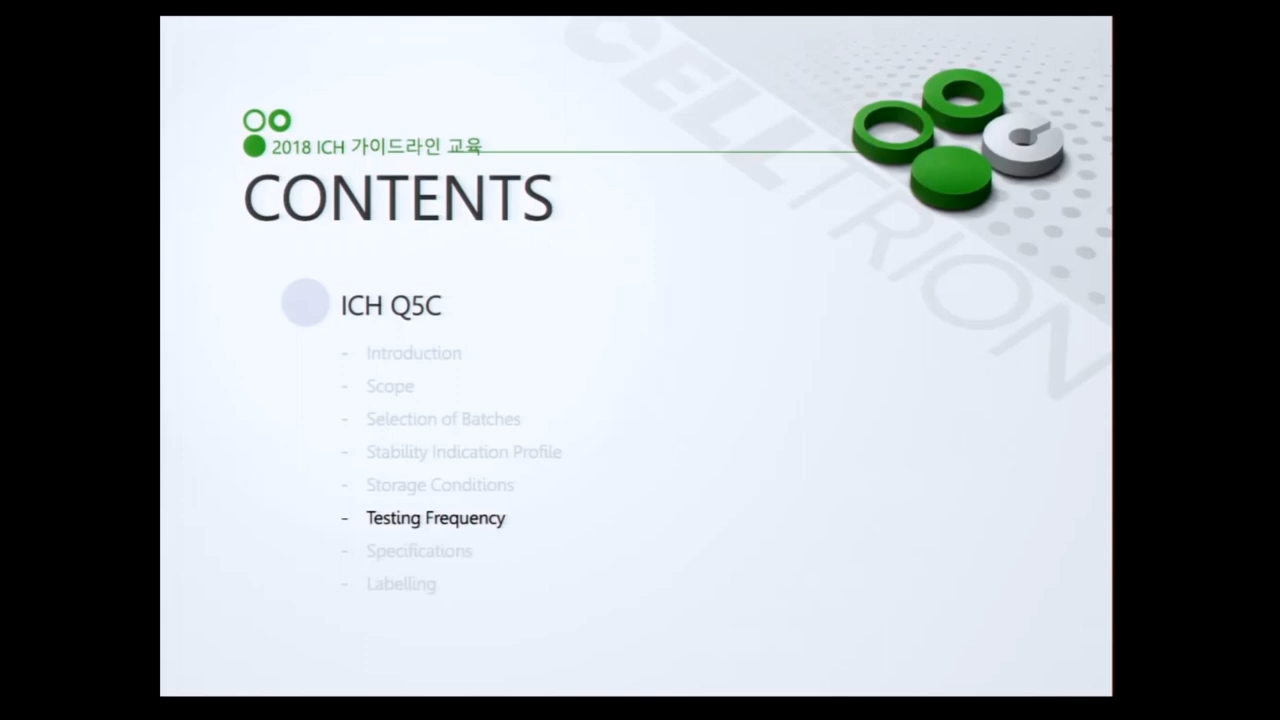 CELLTRION
2018 ICH 가이드라인 교육
CONTENTS
ICH Q5C
- Introduction
- Scope
- Selection of Batches
- Stability Indication Profile
- Storage Conditions
- Testing Frequency
- Specifications
- Labelling